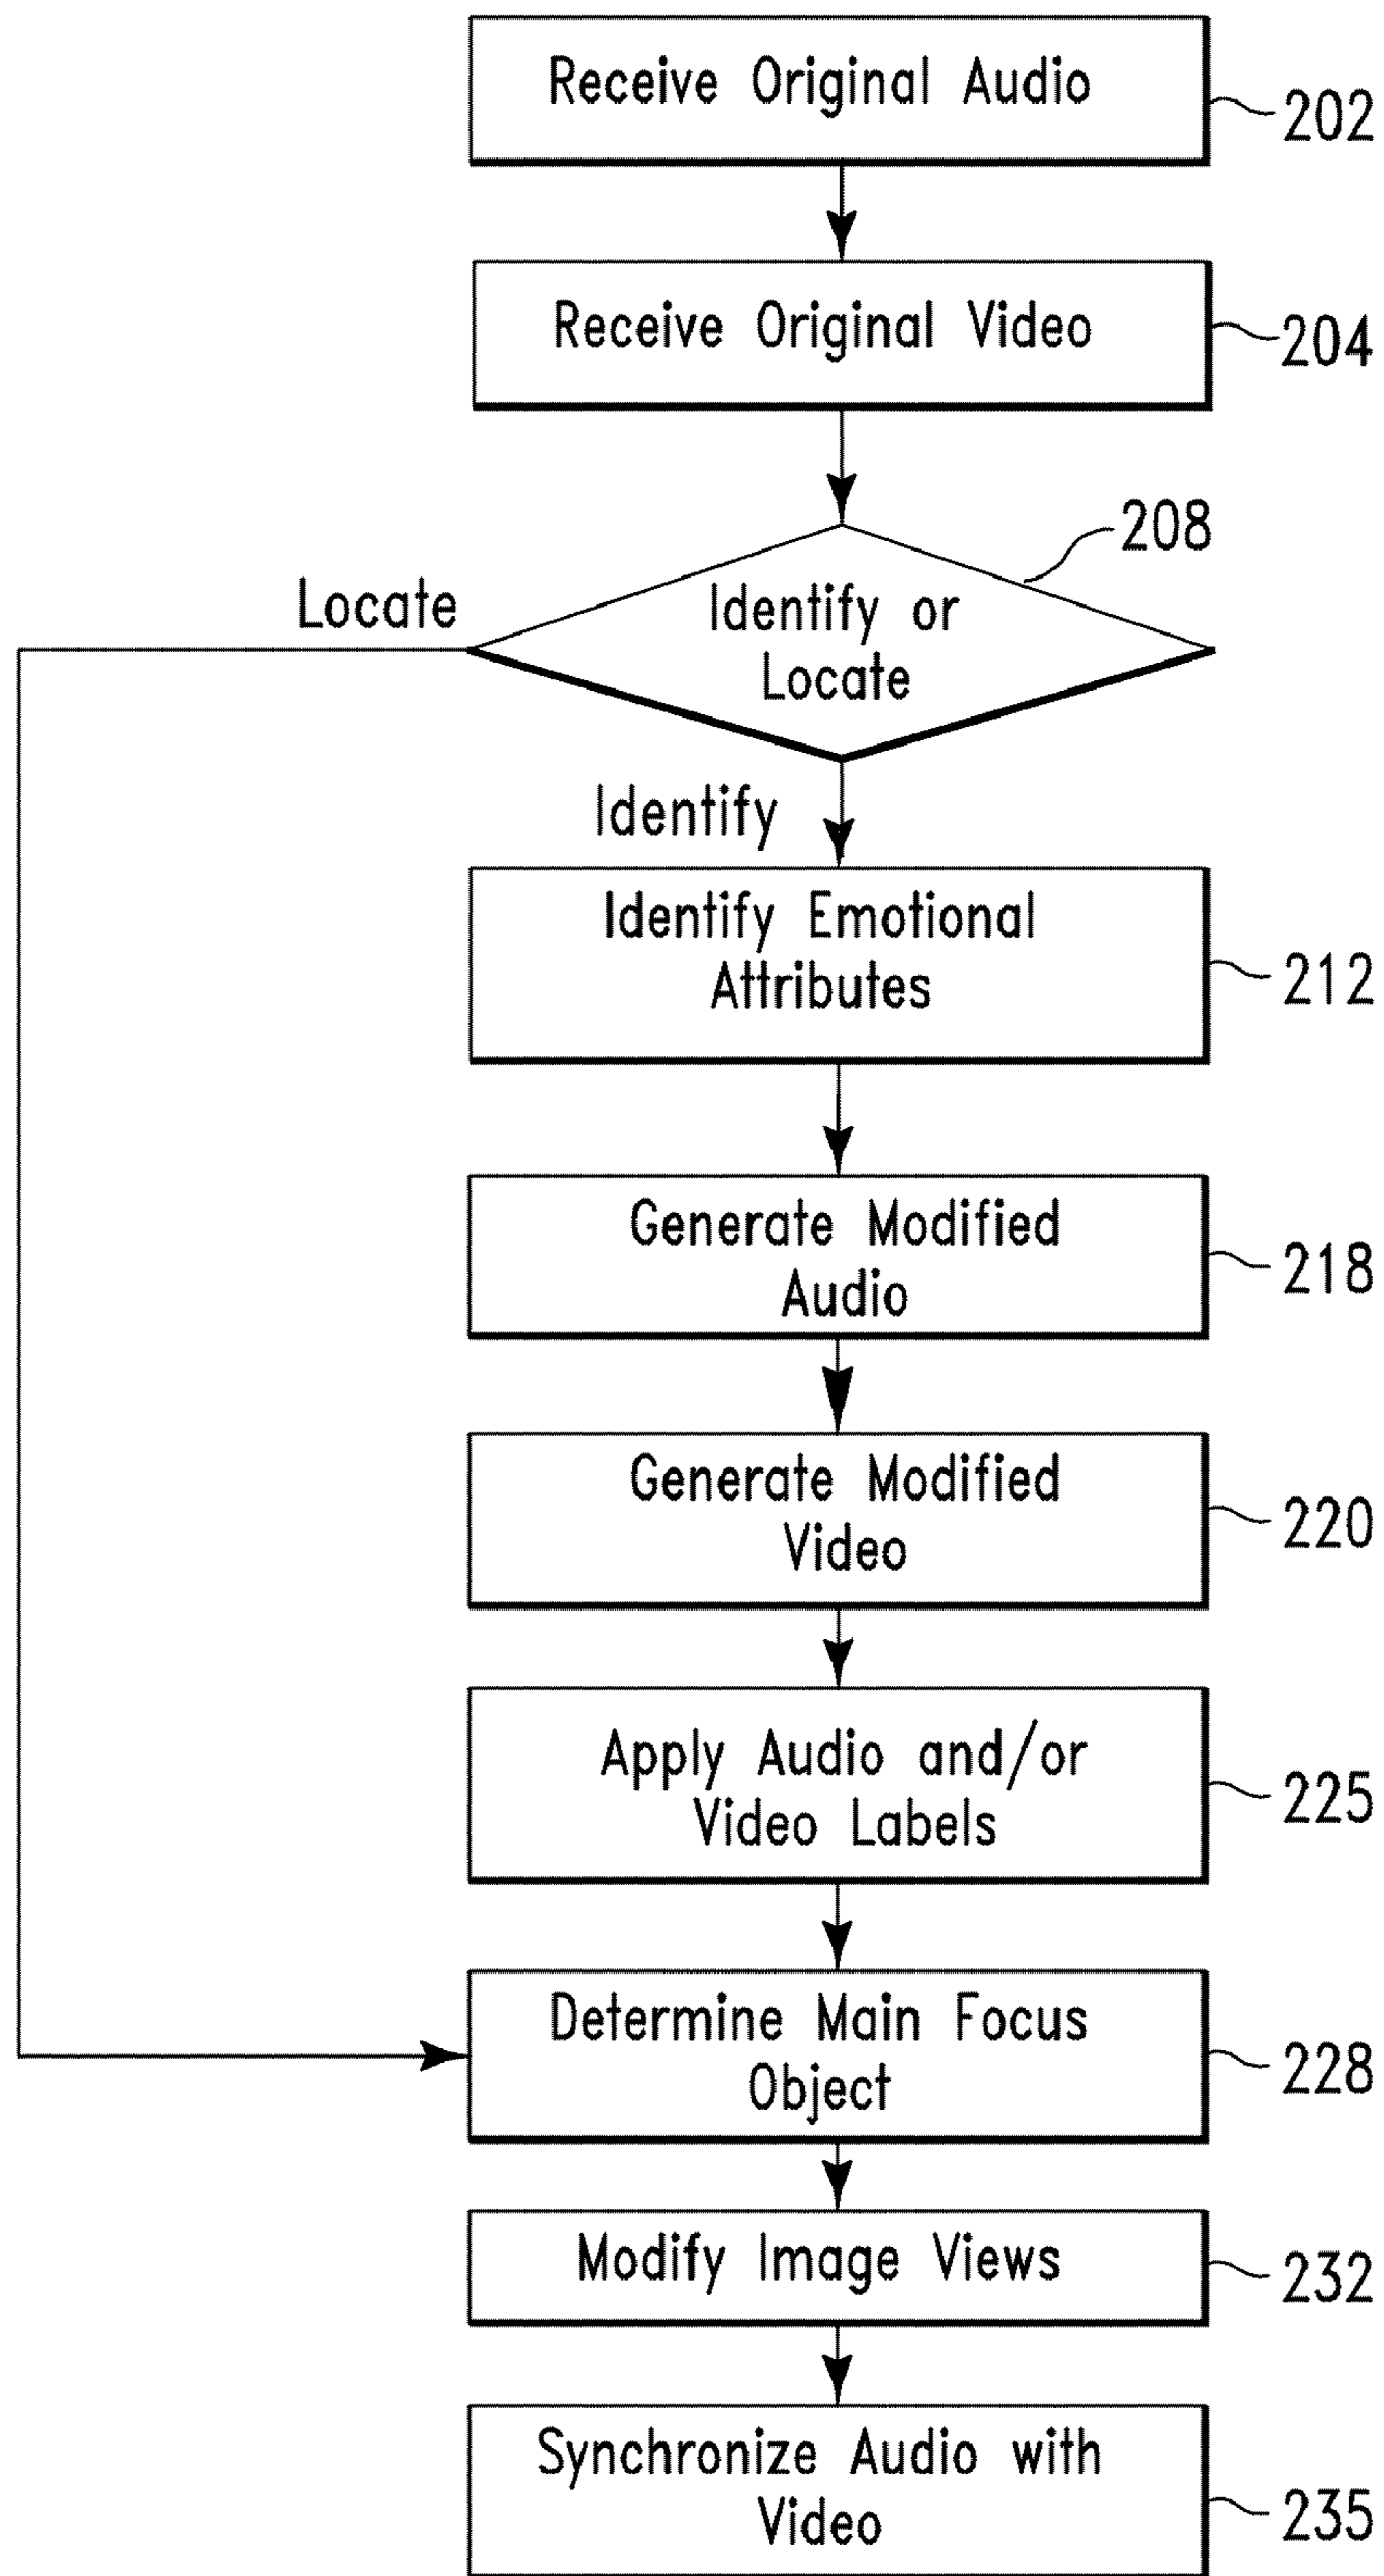 Receive Original Audio
202
Receive Original Video
204
208
Locate
Identify or
Locate
Identify
Identify Emotional
Attributes
212
Generate Modified
Audio
218
Generate Modified
Video
220
Apply Audio and/or
Video Labels
225
Determine Main Focus
Object
228
Modify Image Views
232
Synchronize Audio with
Video
235